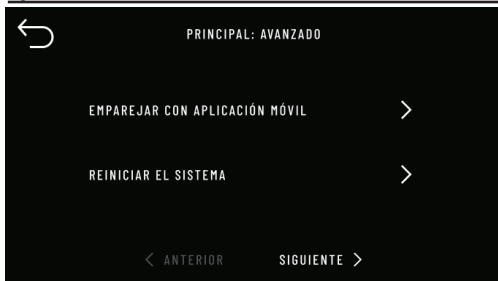 PRINCIPAL: AVANZADO
EMPAREJAR CON APLICACIÓN MÓVIL
REINICIAR EL SISTEMA
ANTERIOR SIGUIENTE